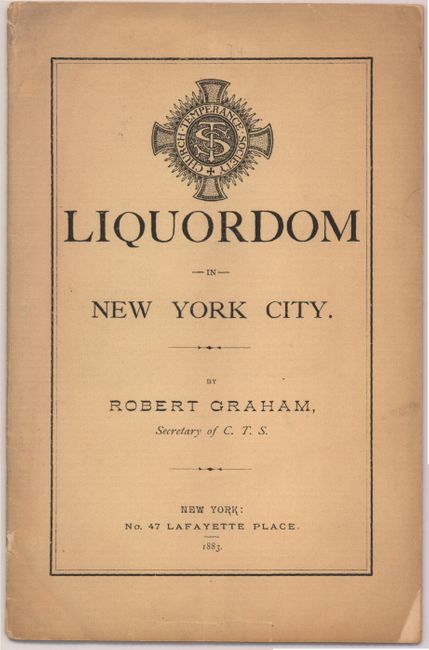 CHURCH · TEMPERANCE · SOCIETY
CTS
LIQUORDOM
— IN —
NEW YORK CITY.
BY
ROBERT GRAHAM,
Secretary of C. T. S.
NEW YORK:
No. 47 LAFAYETTE PLACE.
1883.